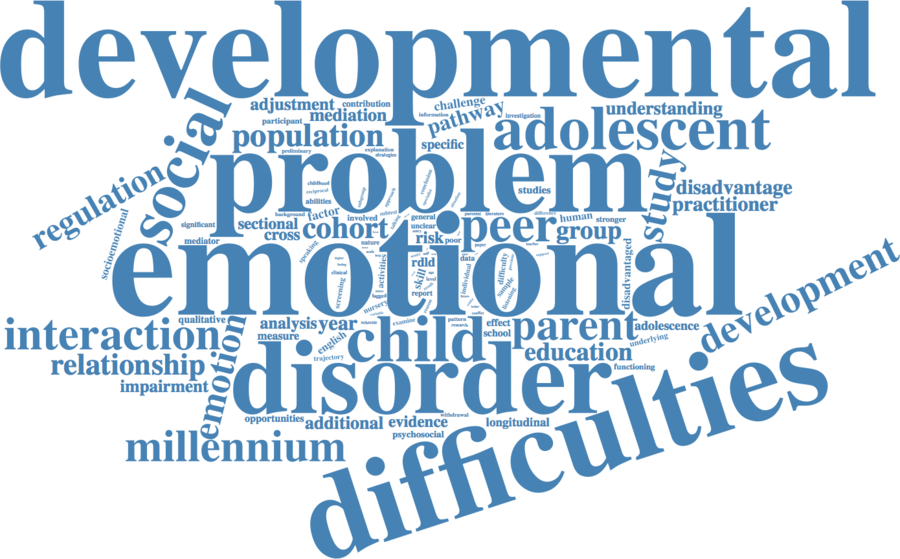 developmental
adjustment
contribution
challenge
information
pathway
investigation
understanding
participant
mediation
adolescent
population
preliminary
explanation
strategies
specific
social
problem
regulation
childhood
reciprocal
abilities
conclusion
studies
study
disadvantage
practitioner
socioemotional
significant
background
factor
involved
general
literature
difference
human
stronger
sectional
cohort
unclear
peer
group
mediator
cross
risk
poor
paper
emotional
speaking
nature
clinical
screening
activities
rdld
skill
report
data
individual
difficulty
sample
disadvantaged
development
nursery
qualitative
interaction
analysis
year
examine
research
effect
school
parent
adolescence
measure
english
child
underlying
emotion
relationship
trajectory
education
impairment
disorder
functioning
opportunities
additional
evidence
withdrawal
longitudinal
psychosocial
millennium
difficulties